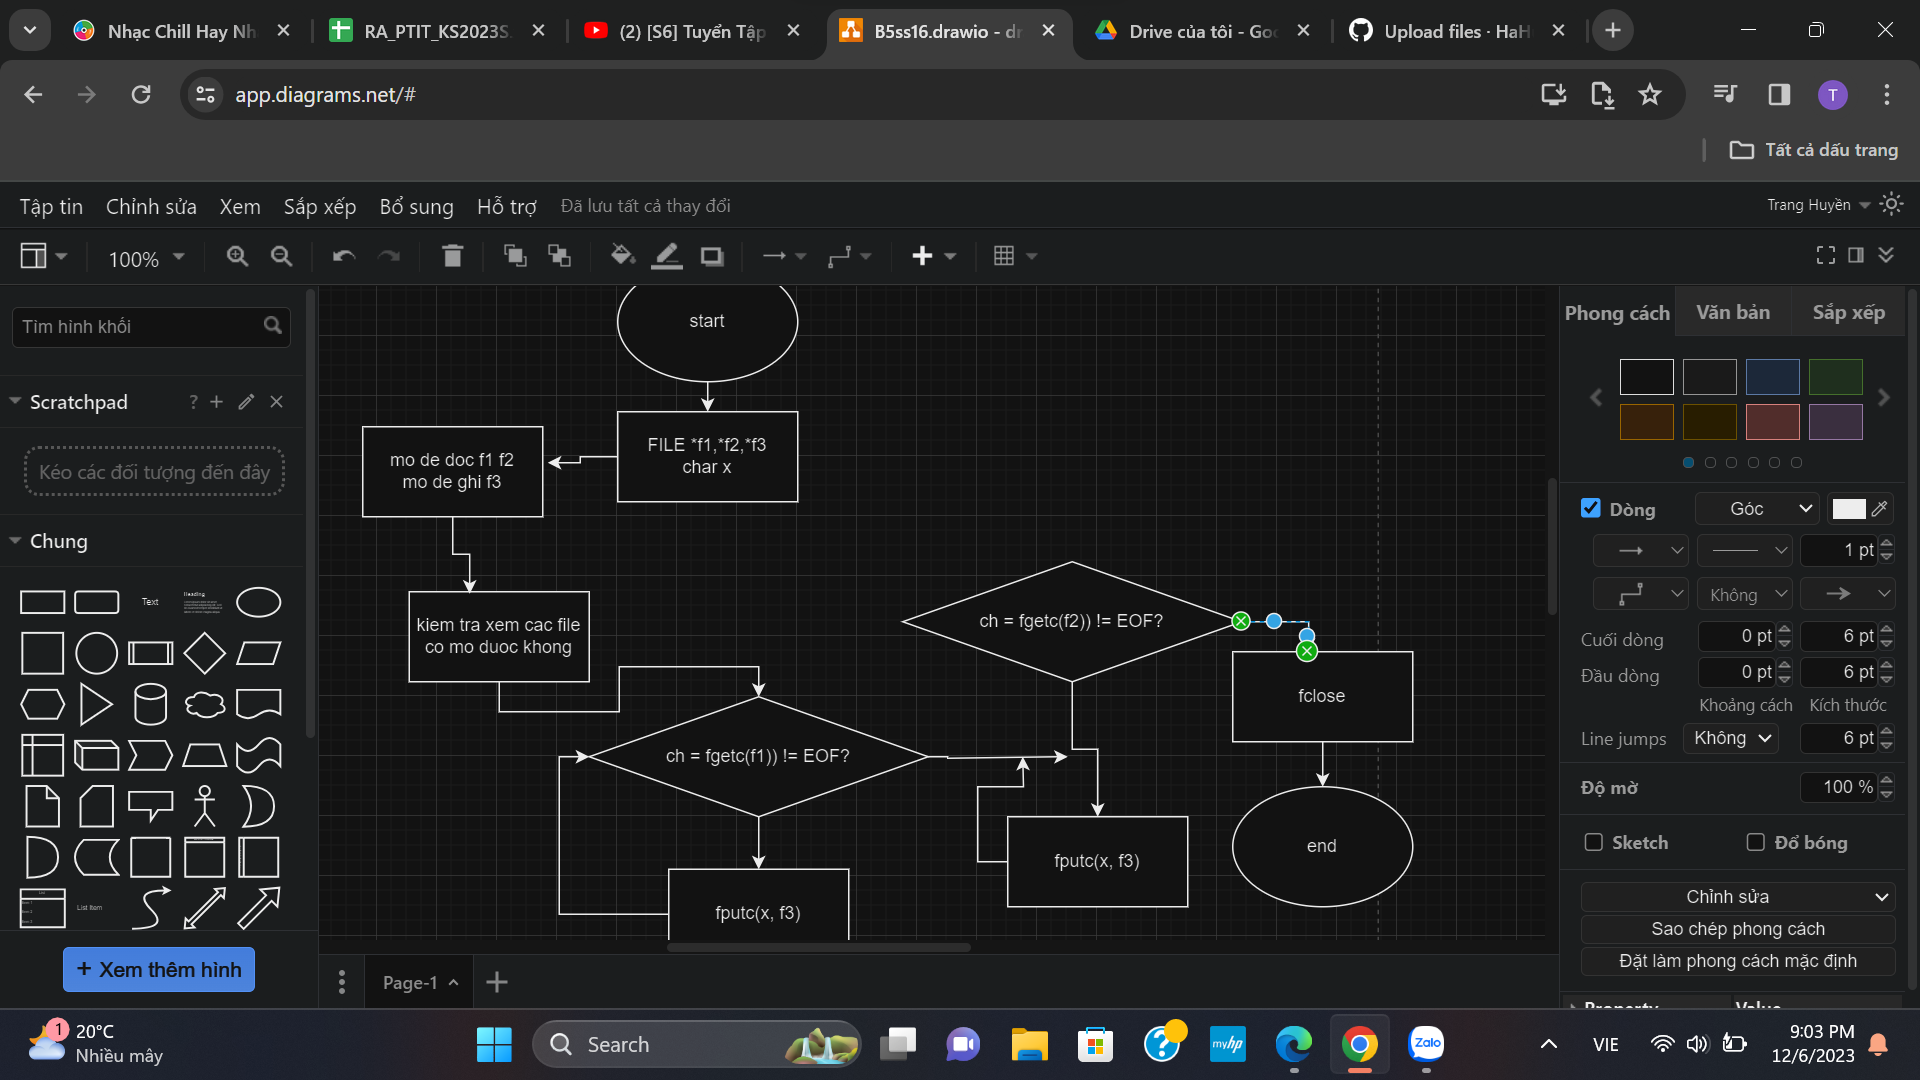 Nhạc Chill Hay Nh
RA_PTIT_KS2023S
(2) [S6] Tuyển Tập
B5ss16.drawio - dr
Drive của tôi - Goo
Upload files · HaH
app.diagrams.net/#
T
Tất cả dấu trang
Tập tin
Chỉnh sửa
Xem
Sắp xếp
Bổ sung
Hỗ trợ
Đã lưu tất cả thay đổi
Trang Huyền
100%
Tìm hình khối
Scratchpad
?
Kéo các đối tượng đến đây
Chung
Text
Heading
List
List Item
+ Xem thêm hình
start
FILE *f1,*f2,*f3
char x
mo de doc f1 f2
mo de ghi f3
kiem tra xem cac file
co mo duoc khong
ch = fgetc(f1)) != EOF?
fputc(x, f3)
ch = fgetc(f2)) != EOF?
fputc(x, f3)
fclose
end
Page-1
Phong cách
Văn bản
Sắp xếp
Dòng
Góc
1 pt
Không
Cuối dòng
0 pt
6 pt
Đầu dòng
0 pt
6 pt
Khoảng cách
Kích thước
Line jumps
Không
6 pt
Độ mờ
100 %
Sketch
Đổ bóng
Chỉnh sửa
Sao chép phong cách
Đặt làm phong cách mặc định
Property
Value
1
20°C
Nhiều mây
Search
myhp
Zalo
VIE
9:03 PM
12/6/2023